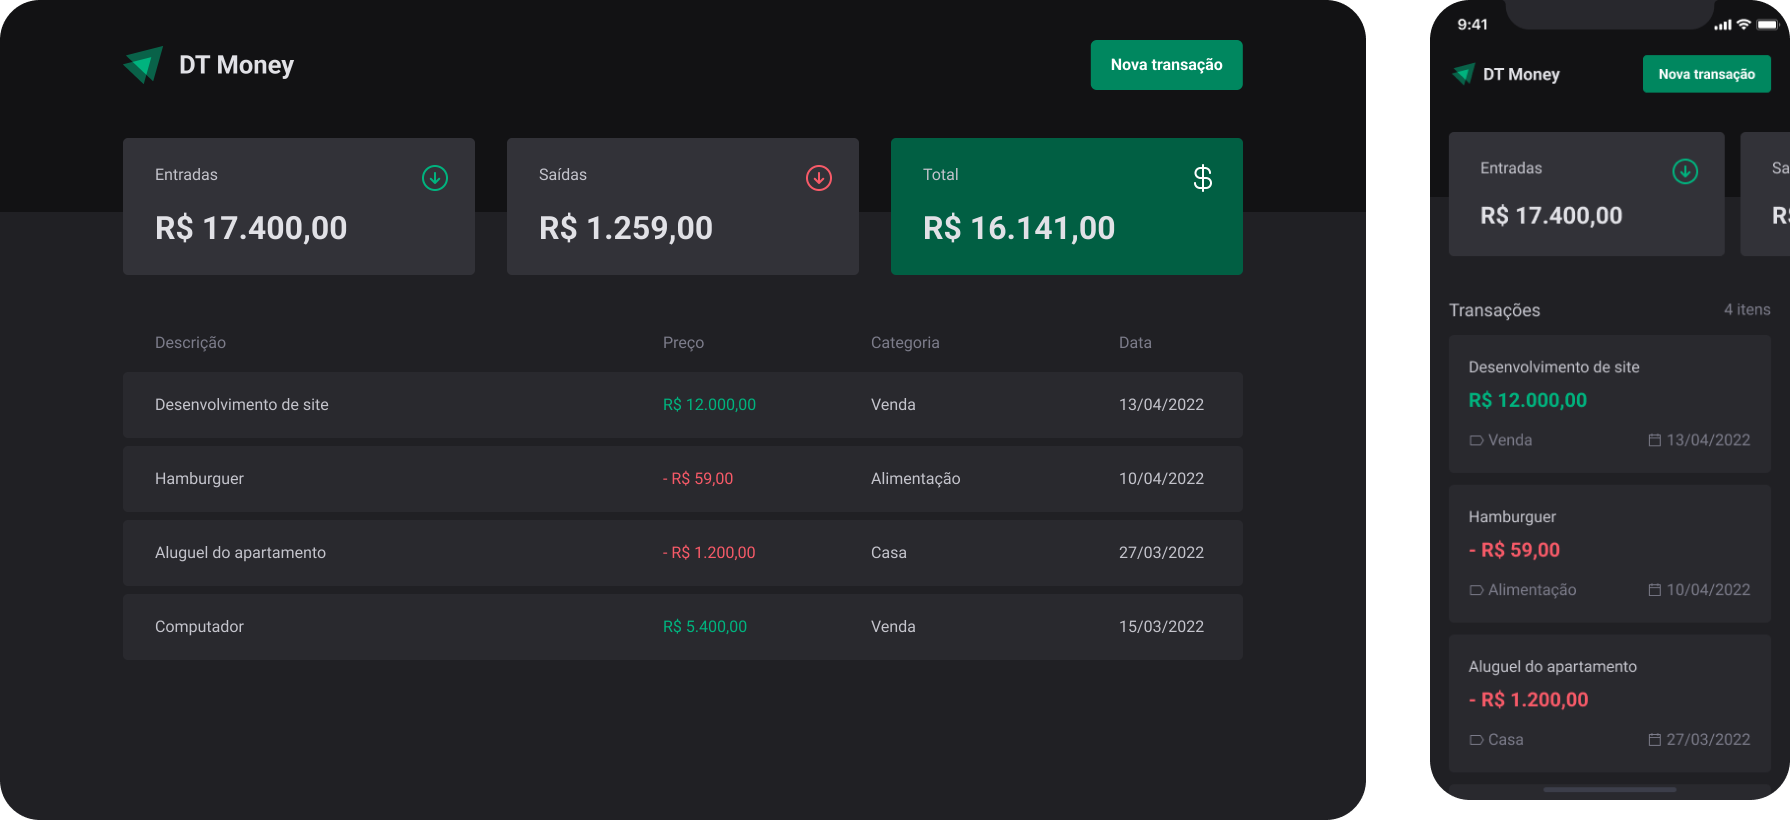 DT Money
Nova transação
Entradas
R$ 17.400,00
Saídas
R$ 1.259,00
Total
R$ 16.141,00
Descrição Preço Categoria Data
Desenvolvimento de site R$ 12.000,00 Venda 13/04/2022
Hamburguer - R$ 59,00 Alimentação 10/04/2022
Aluguel do apartamento - R$ 1.200,00 Casa 27/03/2022
Computador R$ 5.400,00 Venda 15/03/2022
9:41
DT Money
Nova transação
Entradas
R$ 17.400,00
Sa
R$
Transações 4 itens
Desenvolvimento de site
R$ 12.000,00
Venda 13/04/2022
Hamburguer
- R$ 59,00
Alimentação 10/04/2022
Aluguel do apartamento
- R$ 1.200,00
Casa 27/03/2022